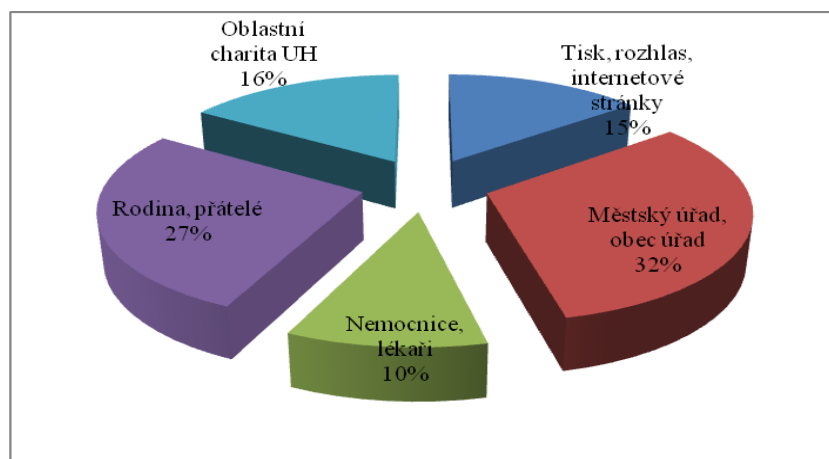 Oblastní
charita UH
16%
Tisk, rozhlas,
internetové
stránky
15%
Rodina, přátelé
27%
Městský úřad,
obec úřad
32%
Nemocnice,
lékaři
10%